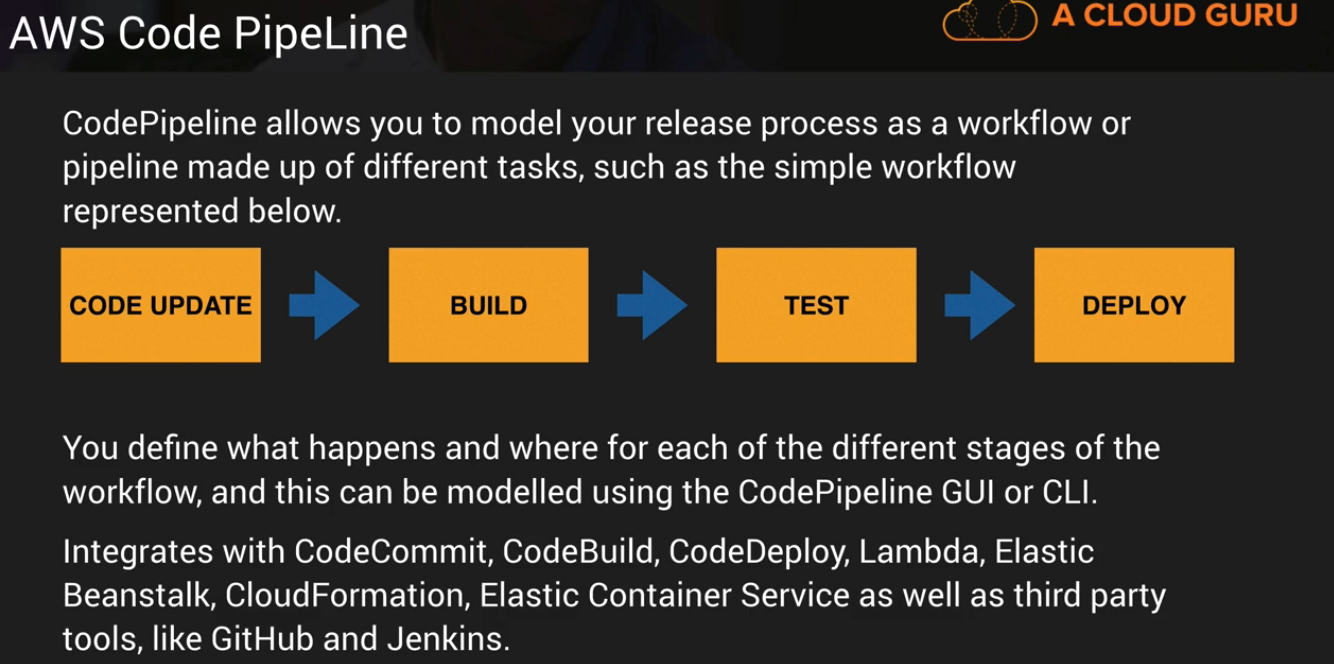 AWS Code PipeLine
A CLOUD GURU
CodePipeline allows you to model your release process as a workflow or
pipeline made up of different tasks, such as the simple workflow
represented below.
CODE UPDATE
BUILD
TEST
DEPLOY
You define what happens and where for each of the different stages of the
workflow, and this can be modelled using the CodePipeline GUI or CLI.
Integrates with CodeCommit, CodeBuild, CodeDeploy, Lambda, Elastic
Beanstalk, CloudFormation, Elastic Container Service as well as third party
tools, like GitHub and Jenkins.